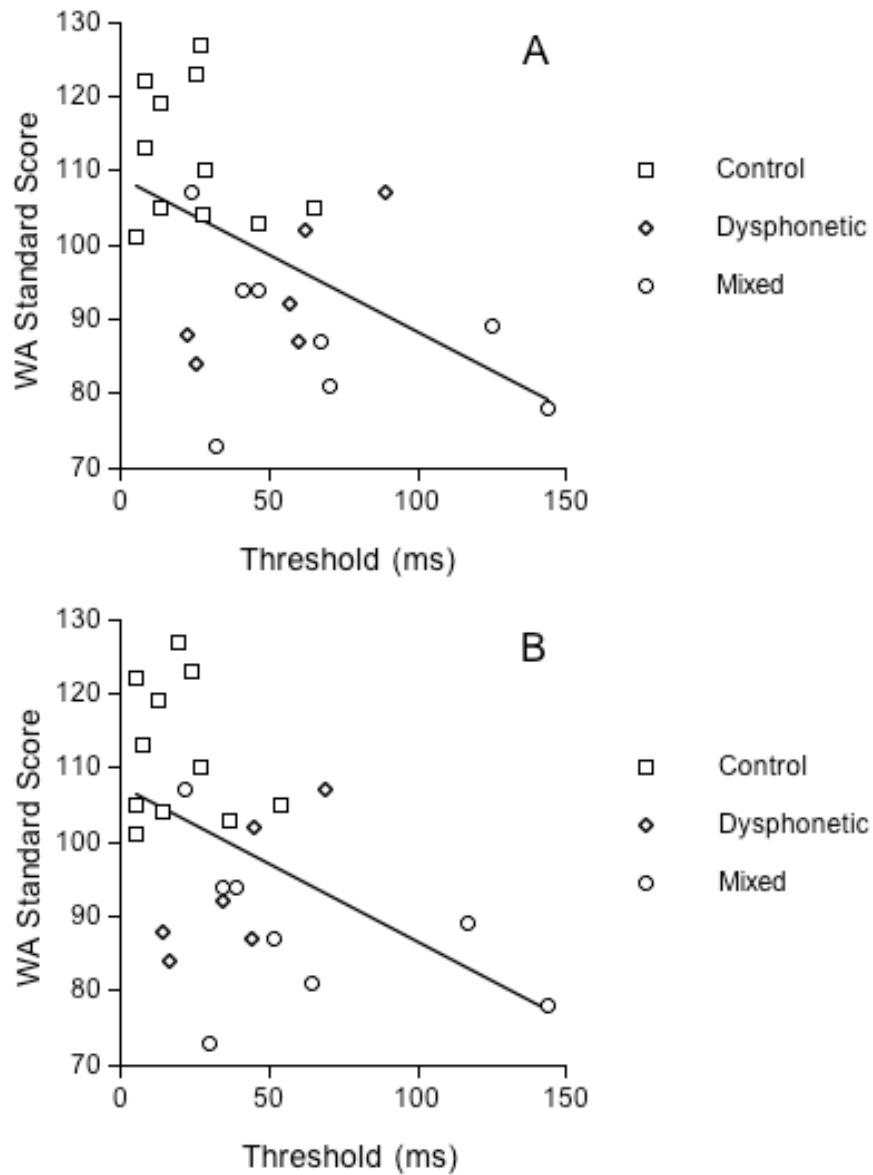 130
A
120
Control
110
Dysphonetic
100
Mixed
90
80
70
WA Standard Score
0 50 100 150
Threshold (ms)
130
B
120
Control
110
Dysphonetic
100
Mixed
90
80
70
WA Standard Score
0 50 100 150
Threshold (ms)